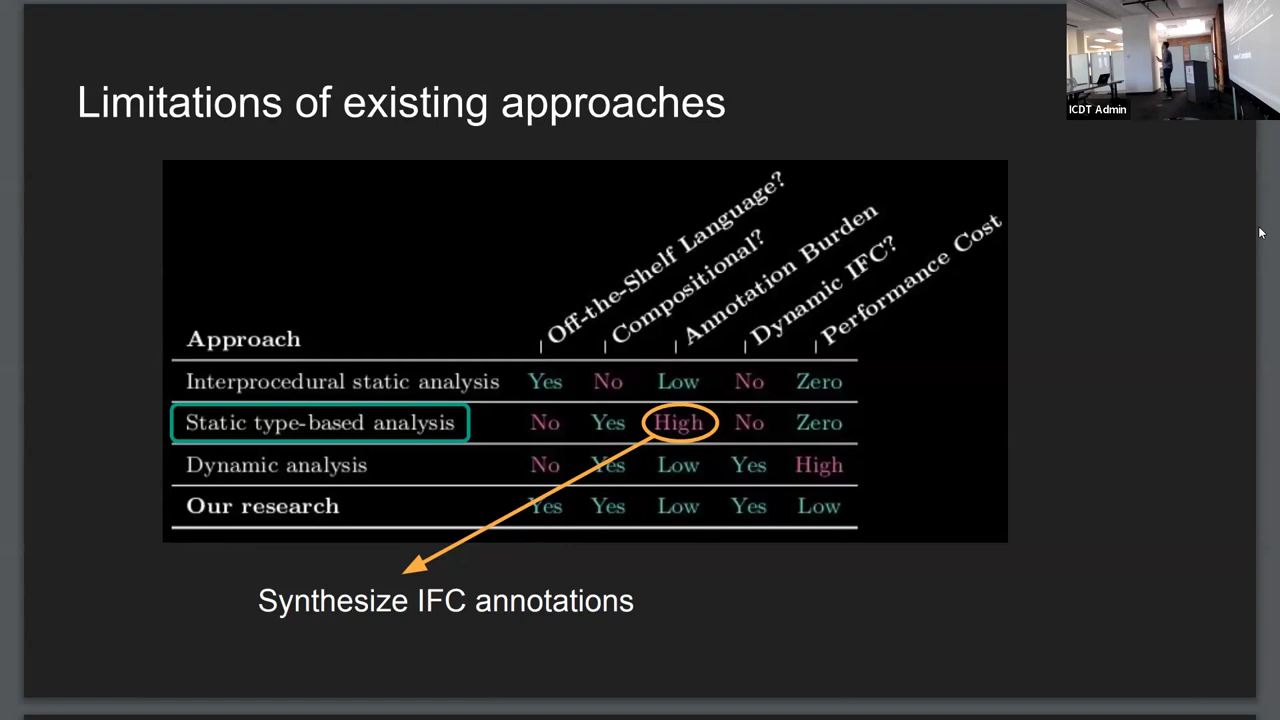 Limitations of existing approaches
ICDT Admin
Off-the-Shelf Language?
Compositional?
Annotation Burden
Dynamic IFC?
Performance Cost
Approach
Interprocedural static analysis Yes No Low No Zero
Static type-based analysis No Yes High No Zero
Dynamic analysis No Yes Low Yes High
Our research Yes Yes Low Yes Low
Synthesize IFC annotations